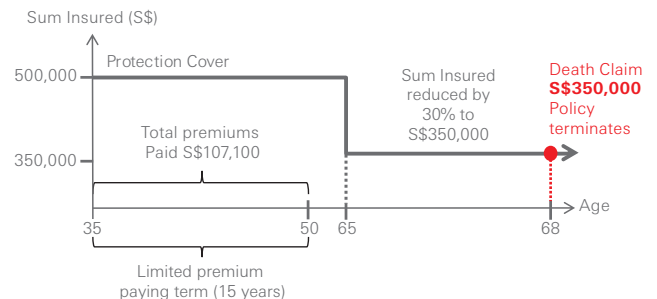 Sum Insured (S$)
500,000
Protection Cover
350,000
Total premiums
Paid S$107,100
Sum Insured
reduced by
30% to
S$350,000
Death Claim
S$350,000
Policy
terminates
Age
35
50
65
68
Limited premium
paying term (15 years)